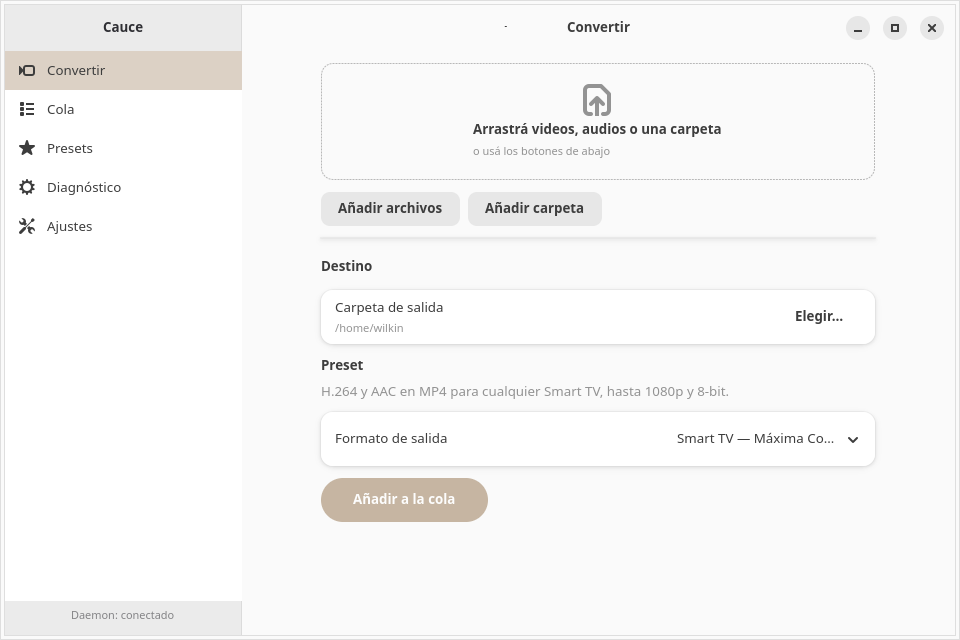 Cauce
Convertir
Convertir
Cola
Presets
Diagnóstico
Ajustes
Daemon: conectado
Arrastrá videos, audios o una carpeta
o usá los botones de abajo
Añadir archivos
Añadir carpeta
Destino
Carpeta de salida
/home/wilkin
Elegir...
Preset
H.264 y AAC en MP4 para cualquier Smart TV, hasta 1080p y 8-bit.
Formato de salida
Smart TV — Máxima Co...
Añadir a la cola